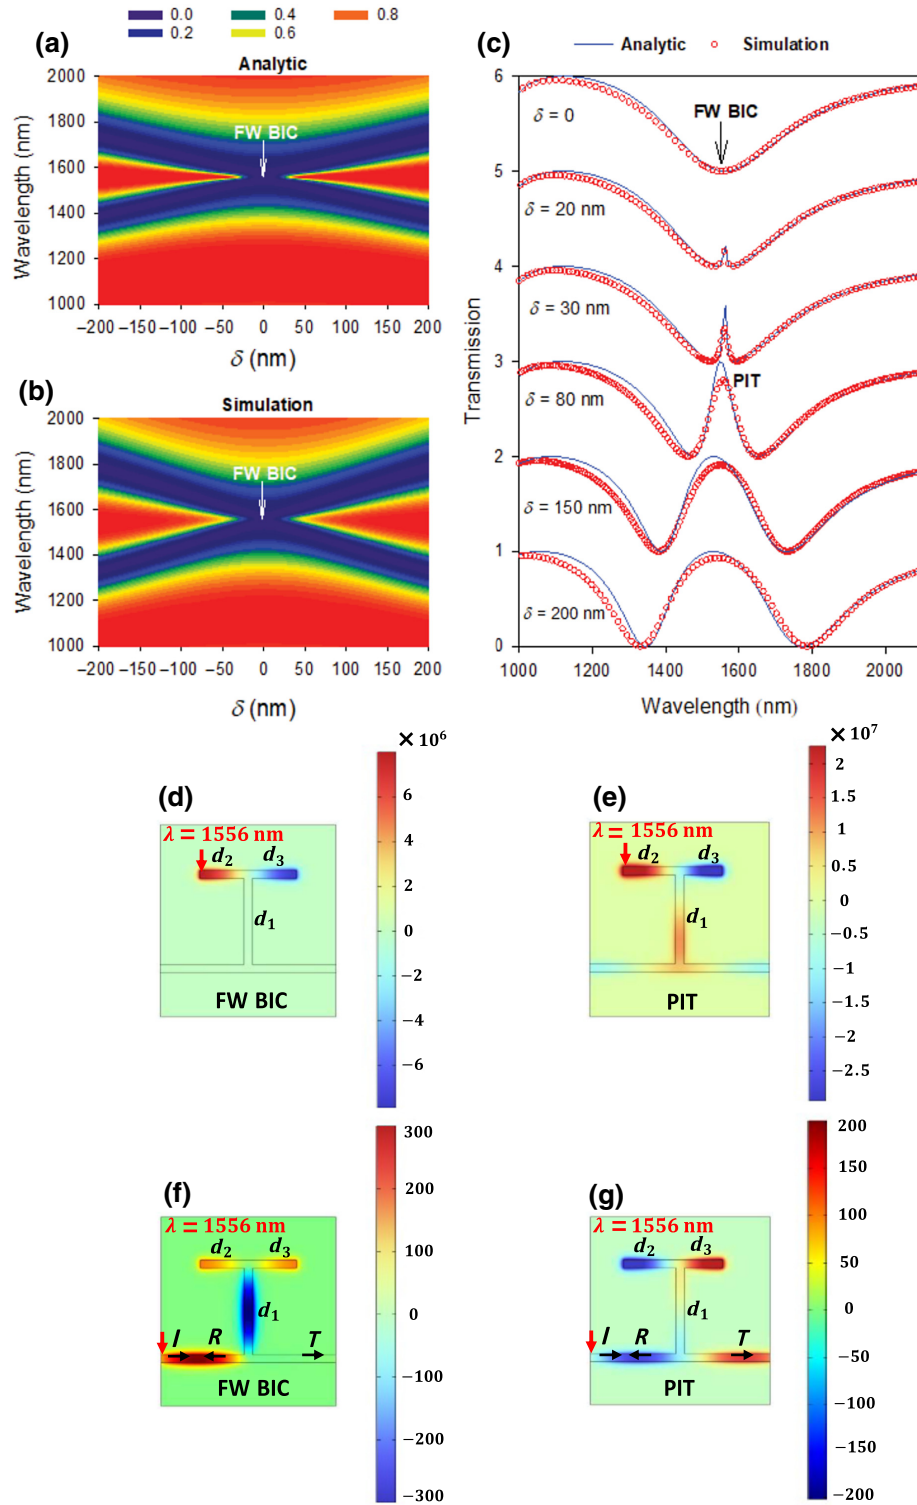 0.0 0.4 0.8
0.2 0.6
(a)
Analytic
Wavelength (nm)
2000
1800
1600
1400
1200
1000
FW BIC
−200 −150 −100 −50 0 50 100 150 200
δ (nm)
(b)
Simulation
Wavelength (nm)
2000
1800
1600
1400
1200
1000
FW BIC
−200 −150 −100 −50 0 50 100 150 200
δ (nm)
(c)
Analytic Simulation
Transmission
6
5
4
3
2
1
0
δ = 0
FW BIC
δ = 20 nm
δ = 30 nm
PIT
δ = 80 nm
δ = 150 nm
δ = 200 nm
1000 1200 1400 1600 1800 2000
Wavelength (nm)
(d)
λ = 1556 nm
d2 d3
d1
FW BIC
× 10^6
6
4
2
0
−2
−4
−6
(e)
λ = 1556 nm
d2 d3
d1
PIT
× 10^7
2
1.5
1
0.5
0
−0.5
−1
−1.5
−2
−2.5
(f)
λ = 1556 nm
d2 d3
d1
I R T
FW BIC
300
200
100
0
−100
−200
−300
(g)
λ = 1556 nm
d2 d3
d1
I R T
PIT
200
150
100
50
0
−50
−100
−150
−200